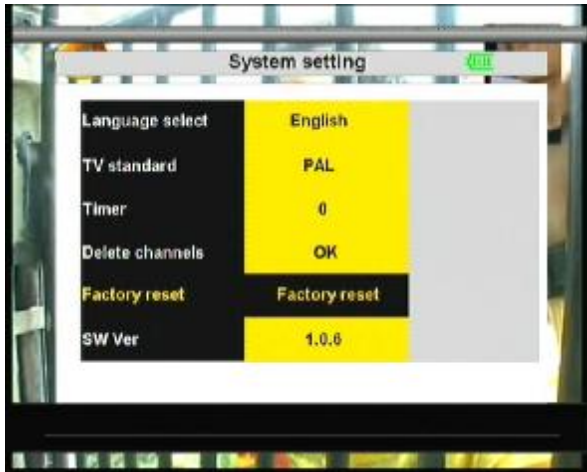 System setting
Language select English
TV standard PAL
Timer 0
Delete channels OK
Factory reset Factory reset
SW Ver 1.0.6